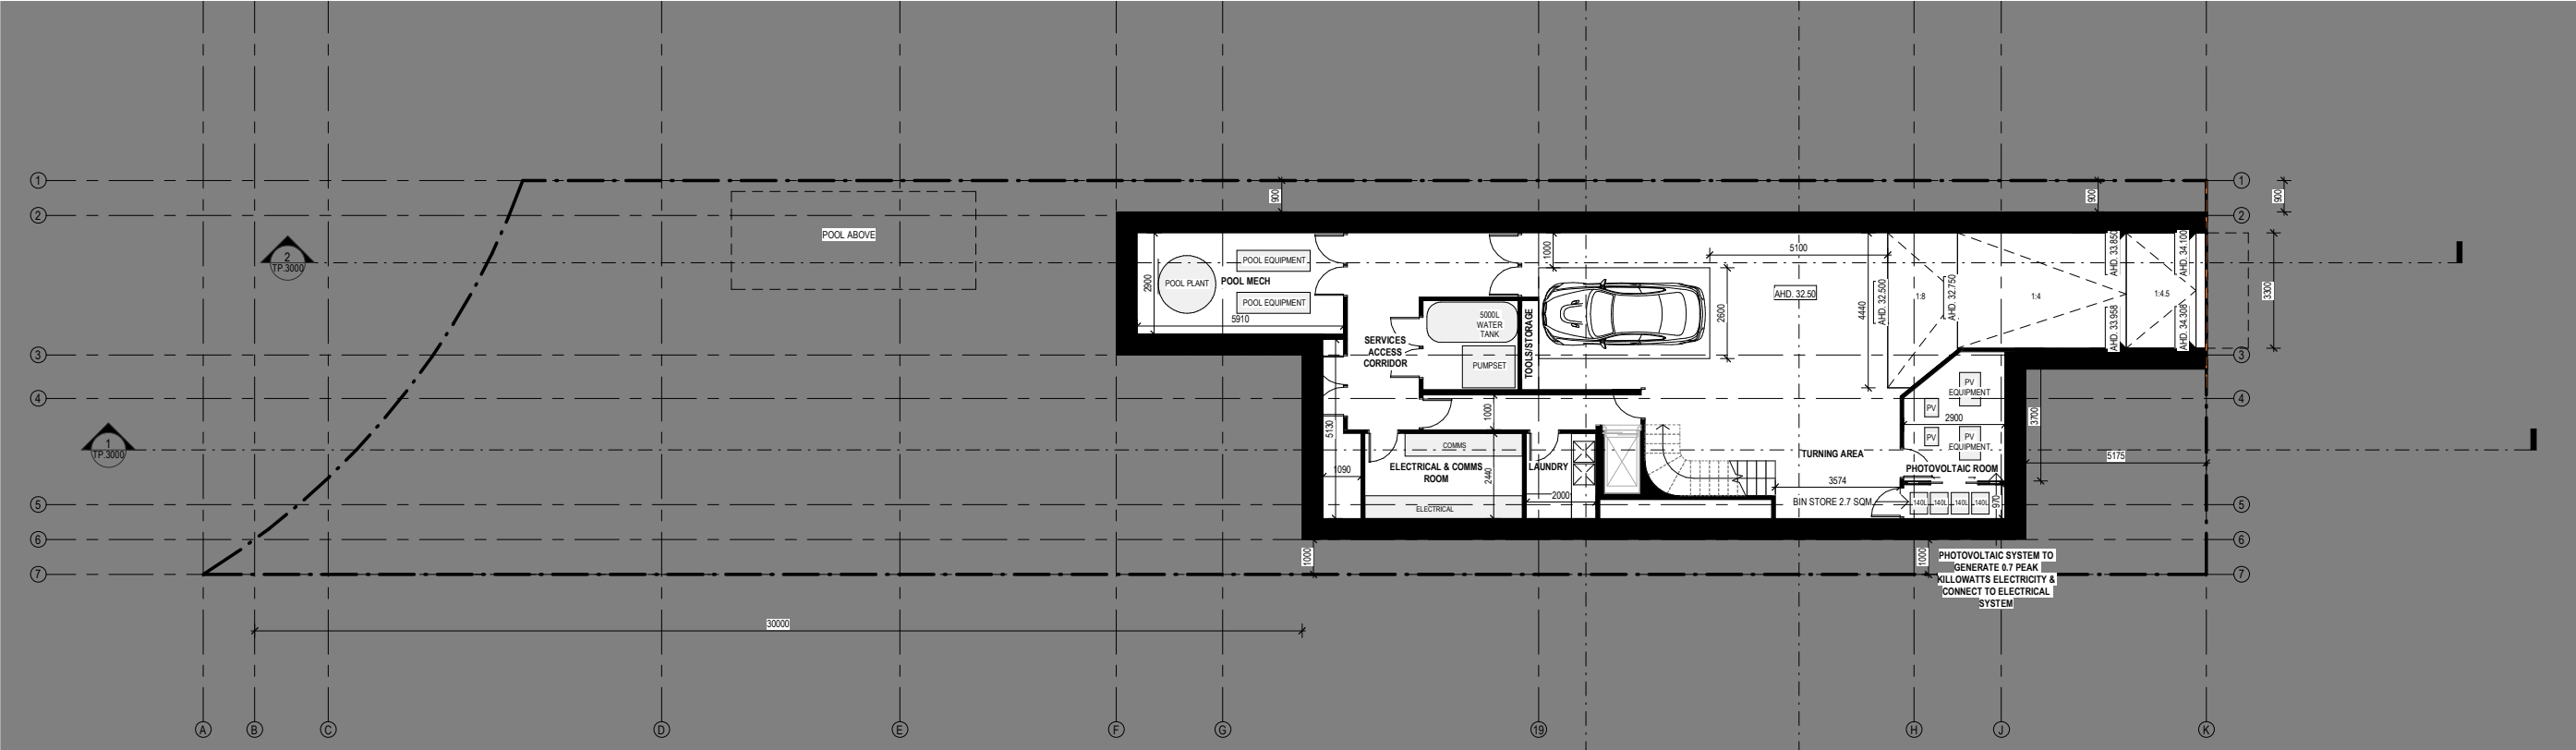 1
900
900
1
900
2
2
POOL ABOVE
2
TP.3000
POOL EQUIPMENT
POOL PLANT
POOL MECH
POOL EQUIPMENT
2900
5910
1000
5100
AHD. 32.50
4440
2600
AHD. 32.500
1:8
AHD. 32.750
1:4
AHD. 33.850
AHD. 33.958
1:4.5
AHD. 34.100
AHD. 34.308
3300
5000L
WATER
TANK
TOOLS/STORAGE
SERVICES
ACCESS
CORRIDOR
PUMPSET
3
3
4
4
PV
EQUIPMENT
PV
2900
PV
PV
EQUIPMENT
3700
1000
5130
COMMS
1090
ELECTRICAL & COMMS
ROOM
2440
ELECTRICAL
LAUNDRY
2000
TURNING AREA
3574
PHOTOVOLTAIC ROOM
5175
BIN STORE 2.7 SQM
140L
140L
140L
140L
970
1
TP.3000
5
5
6
6
1000
1000
7
7
PHOTOVOLTAIC SYSTEM TO
GENERATE 0.7 PEAK
KILLOWATTS ELECTRICITY &
CONNECT TO ELECTRICAL
SYSTEM
30000
A
B
C
D
E
F
G
19
H
J
K